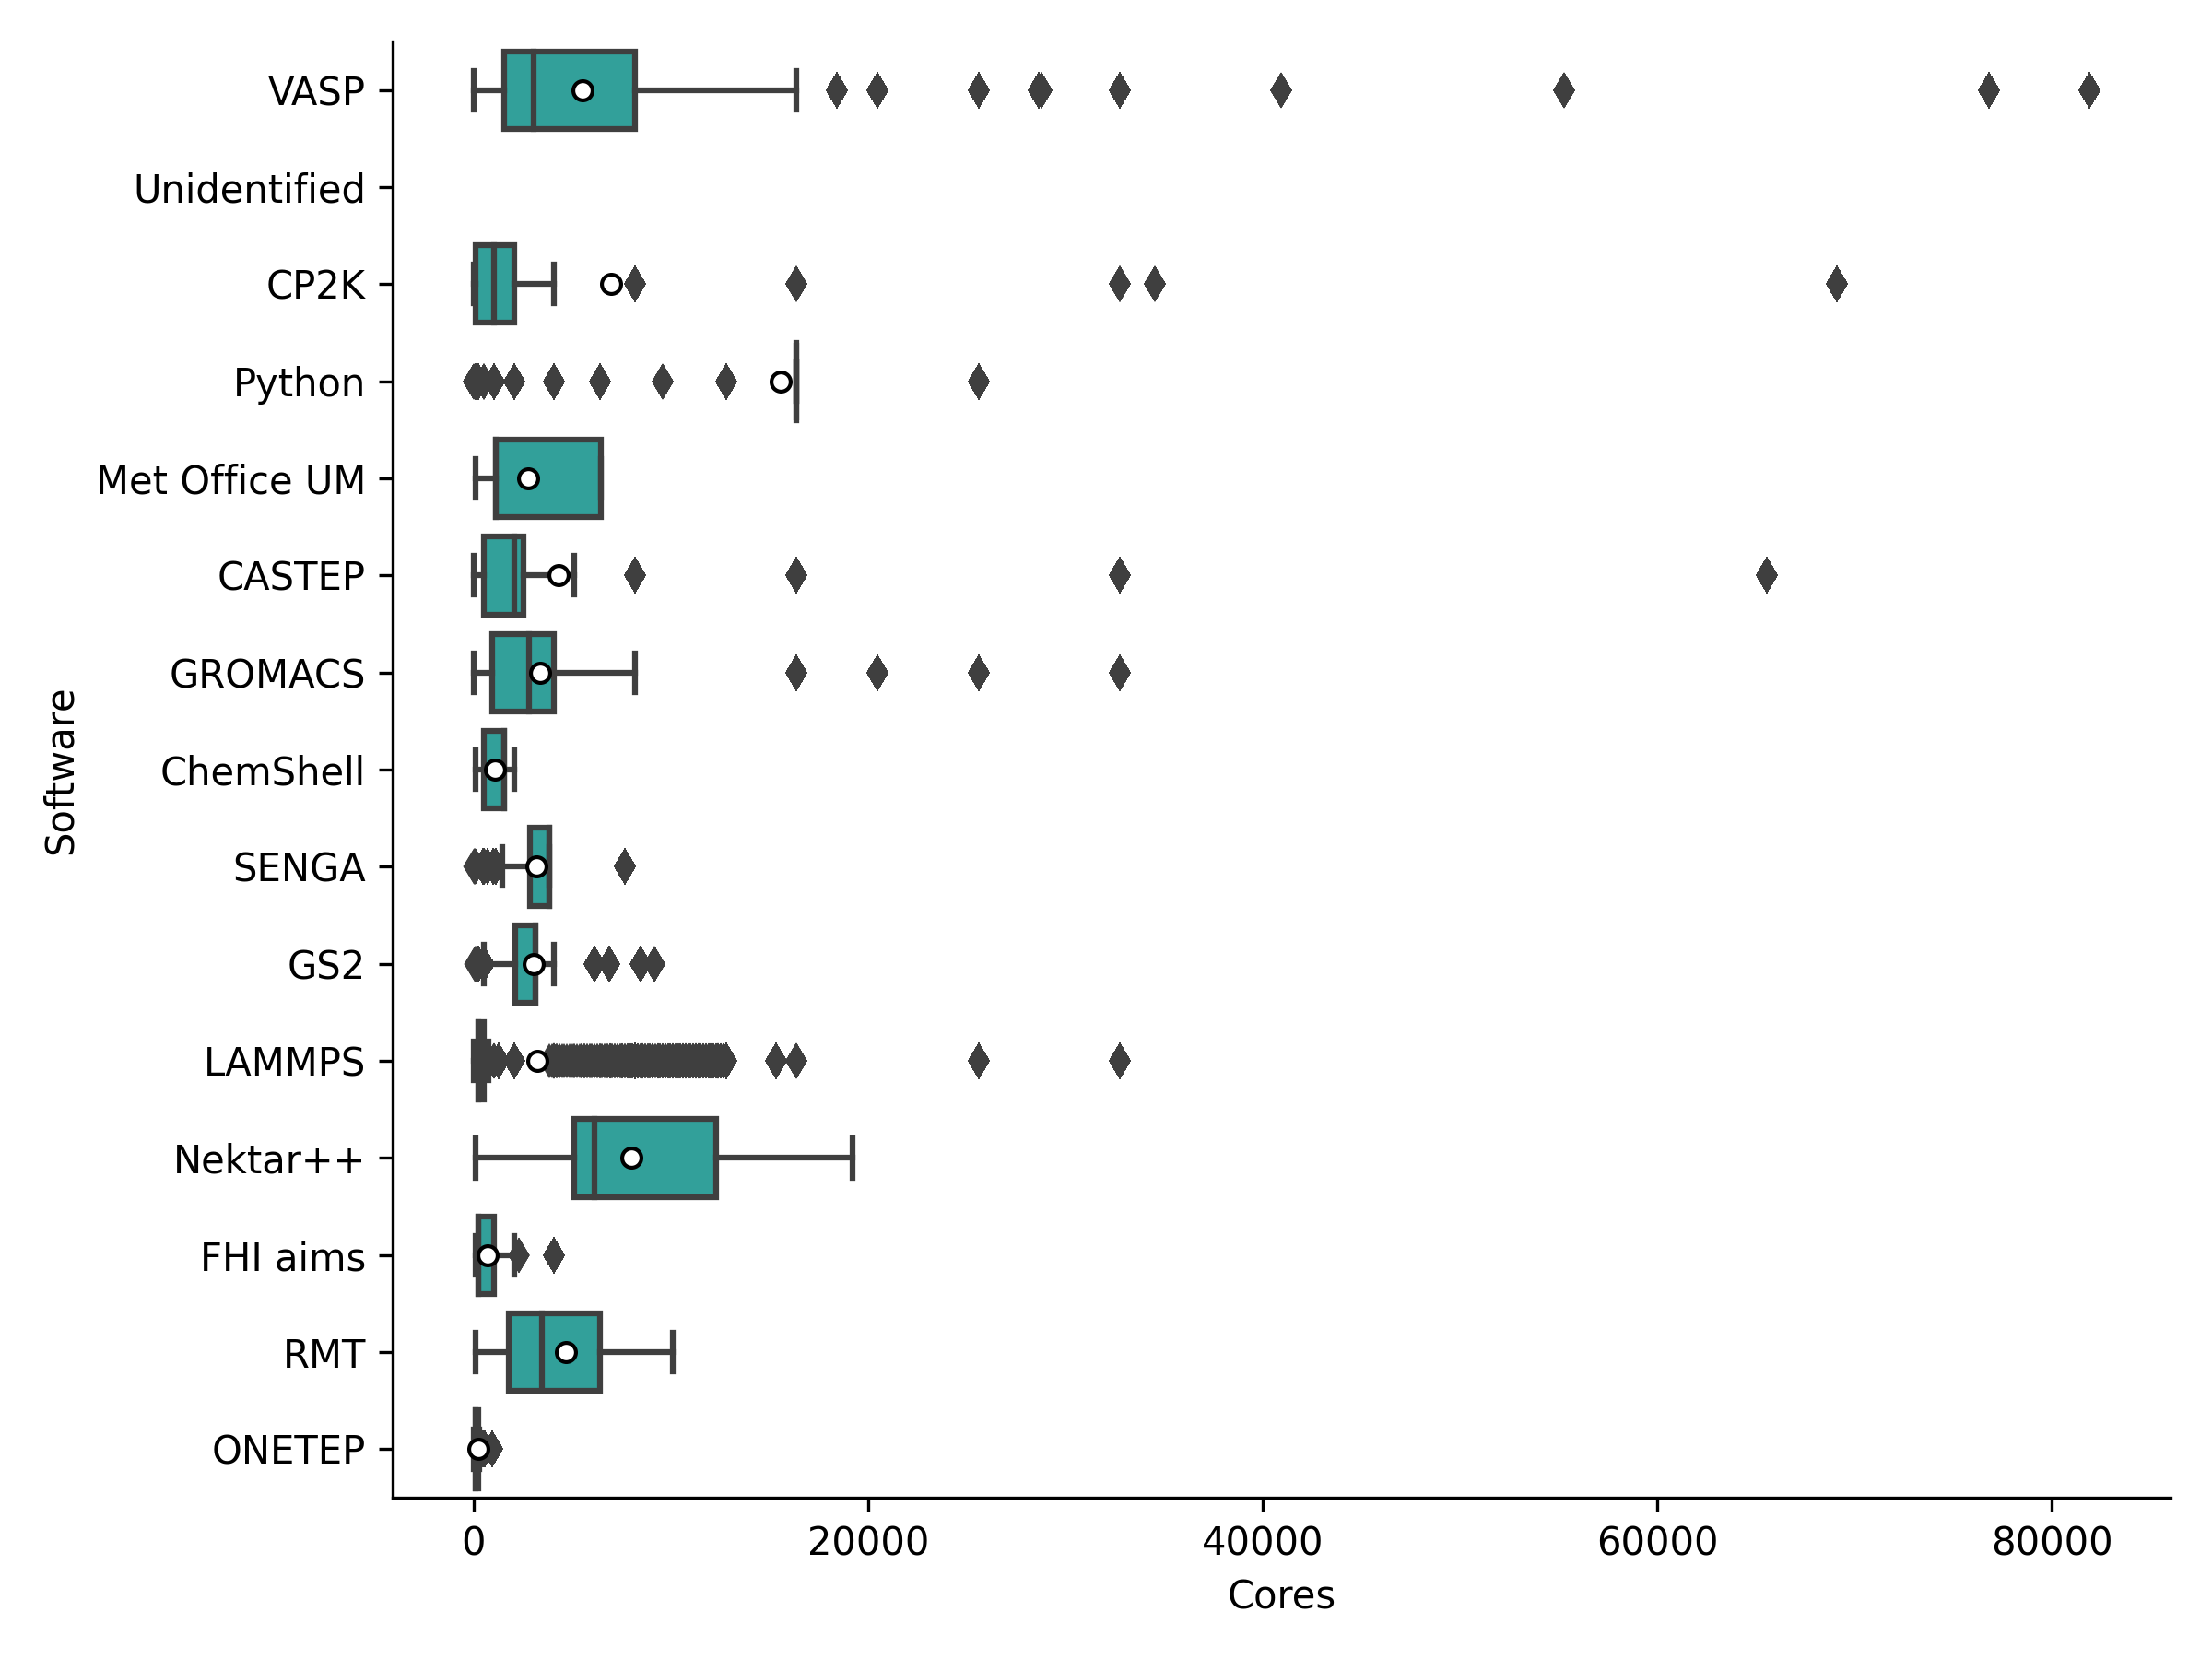 VASP
Unidentified
CP2K
Python
Met Office UM
CASTEP
GROMACS
ChemShell
SENGA
GS2
LAMMPS
Nektar++
FHI aims
RMT
ONETEP
Software
0 20000 40000 60000 80000
Cores